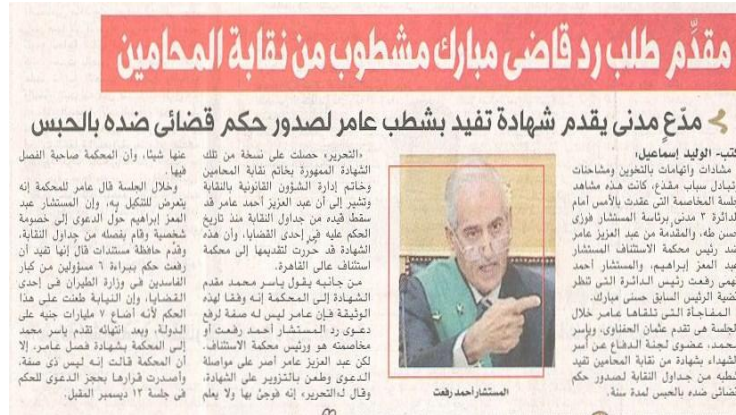 مقدِّم طلب رد قاضى مبارك مشطوب من نقابة المحامين
مدّعٍ مدنى يقدم شهادة تفيد بشطب عامر لصدور حكم قضائى ضده بالحبس
كتب- الوليد إسماعيل:
مشادات واتهامات بالتخوين ومشاحنات
وتبادل سباب مقذع، كانت هذه مشاهد
جلسة المخاصمة التى عقدت بالأمس أمام
الدائرة ٣ مدنى برئاسة المستشار فوزى
حسن طه، والمقدمة من عبد العزيز عامر
ضد رئيس محكمة الاستئناف المستشار
عبد المعز إبراهيم، والمستشار أحمد
فهمى رفعت رئيس الدائرة التى تنظر
قضية الرئيس السابق حسنى مبارك.
المفاجأة التى تلقاها عامر خلال
الجلسة هى تقدم عثمان الحفناوى، وياسر
محمد، عضوى لجنة الدفاع عن أسر
الشهداء بشهادة من نقابة المحامين تفيد
شطبه من جداول النقابة لصدور حكم
قضائى ضده بالحبس لمدة سنة.
المستشار أحمد رفعت
«التحرير» حصلت على نسخة من تلك
الشهادة الممهورة بخاتم نقابة المحامين
وخاتم إدارة الشؤون القانونية بالنقابة
وتشير إلى أن عبد العزيز أحمد عامر قد
سقط قيده من جداول النقابة منذ تاريخ
الحكم عليه فى إحدى القضايا، وأن هذه
الشهادة قد حُررت لتقديمها إلى محكمة
استئناف عالى القاهرة.
من جانبه يقول ياسر محمد مقدم
الشهادة إلى المحكمة إنه وفقا لهذه
الوثيقة فإن عامر ليس له صفة لرفع
دعوى رد المستشار أحمد رفعت أو
مخاصمته هو ورئيس محكمة الاستئناف،
لكن عبد العزيز عامر أصر على مواصلة
الدعوى وطعن بالتزوير على الشهادة،
وقال لـ«التحرير» إنه فوجئ بها ولا يعلم
عنها شيئا، وأن المحكمة صاحبة الفصل
فيها.
وخلال الجلسة قال عامر للمحكمة إنه
يتعرض للتنكيل به، وإن المستشار عبد
المعز إبراهيم حوّل الدعوى إلى خصومة
شخصية وقام بفصله من جداول النقابة،
وقدّم حافظة مستندات قال إنها تفيد أن
رفعت حكم ببراءة ٦ مسؤولين من كبار
الفاسدين فى وزارة الطيران فى إحدى
القضايا، وإن النيابة طعنت على هذا
الحكم لأنه أضاع ٧ مليارات جنيه على
الدولة، وبعد انتهائه تقدم ياسر محمد
إلى المحكمة بشهادة فصل عامر، إلا
أن المحكمة قالت إنه ليس ذى صفة،
وأصدرت قرارها بحجز الدعوى للحكم
فى جلسة ١٣ ديسمبر المقبل.